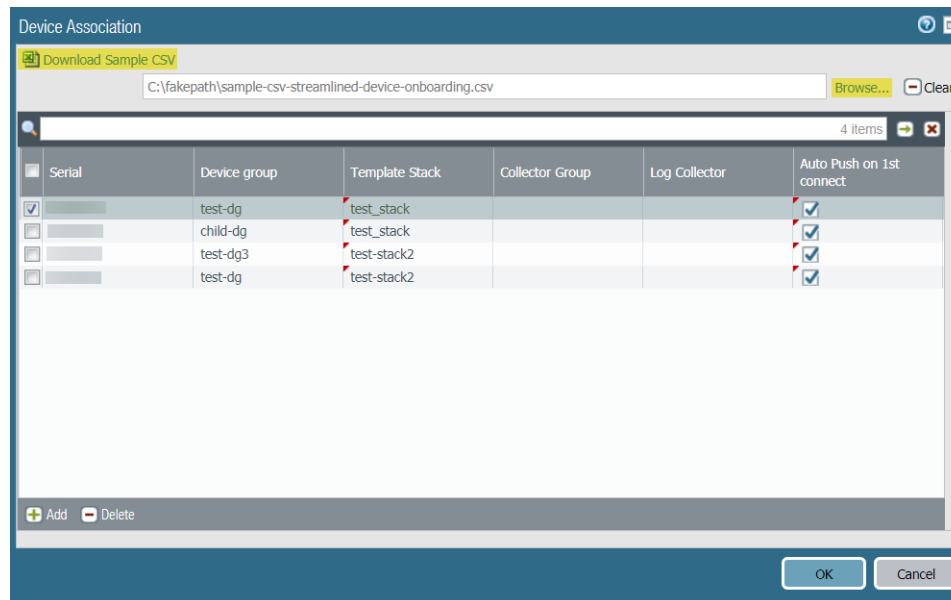 Device Association
Download Sample CSV
C:\fakepath\sample-csv-streamlined-device-onboarding.csv Browse... Clear
4 items
Serial Device group Template Stack Collector Group Log Collector Auto Push on 1st
connect
test-dg test_stack
child-dg test_stack
test-dg3 test-stack2
test-dg test-stack2
Add Delete
OK Cancel